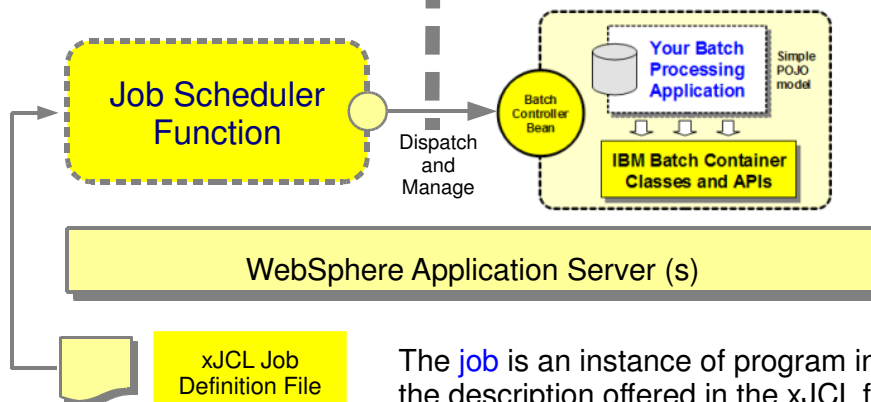 Job Scheduler
Function
Dispatch
and
Manage
Batch
Controller
Bean
Your Batch
Processing
Application
Simple
POJO
model
IBM Batch Container
Classes and APIs
WebSphere Application Server (s)
xJCL Job
Definition File
The job is an instance of program
the description offered in the xJCL